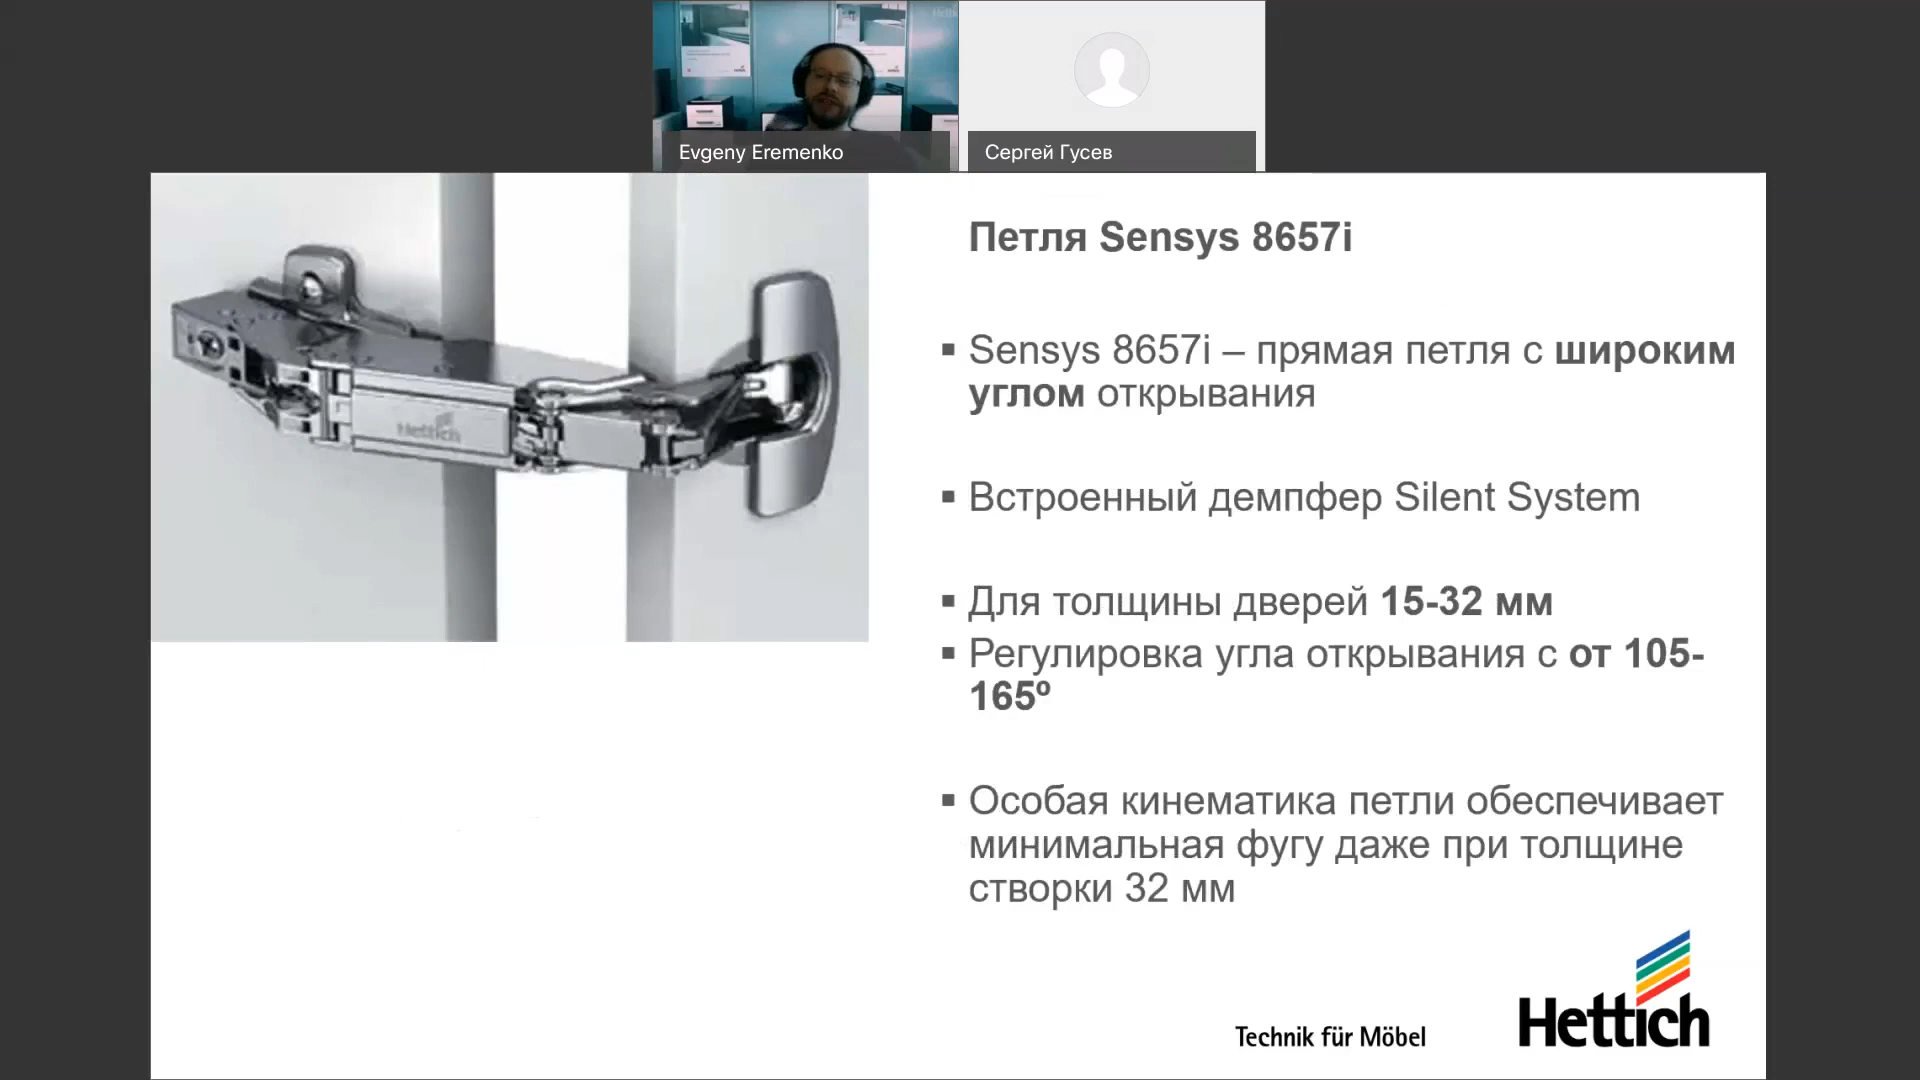 Evgeny Eremenko
Сергей Гусев
Петля Sensys 8657i
▪ Sensys 8657i – прямая петля с широким
углом открывания
▪ Встроенный демпфер Silent System
▪ Для толщины дверей 15-32 мм
▪ Регулировка угла открывания с от 105-
165º
▪ Особая кинематика петли обеспечивает
минимальная фугу даже при толщине
створки 32 мм
Hettich
Technik für Möbel
Hettich